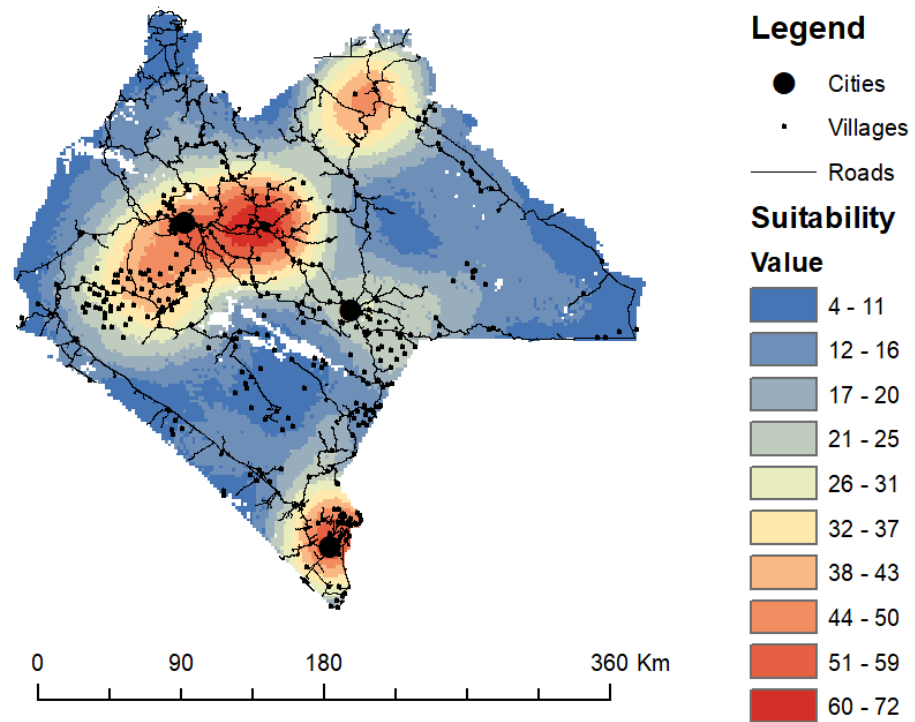 Legend
Cities
Villages
Roads
Suitability
Value
4 - 11
12 - 16
17 - 20
21 - 25
26 - 31
32 - 37
38 - 43
44 - 50
51 - 59
60 - 72
0 90 180 360 Km